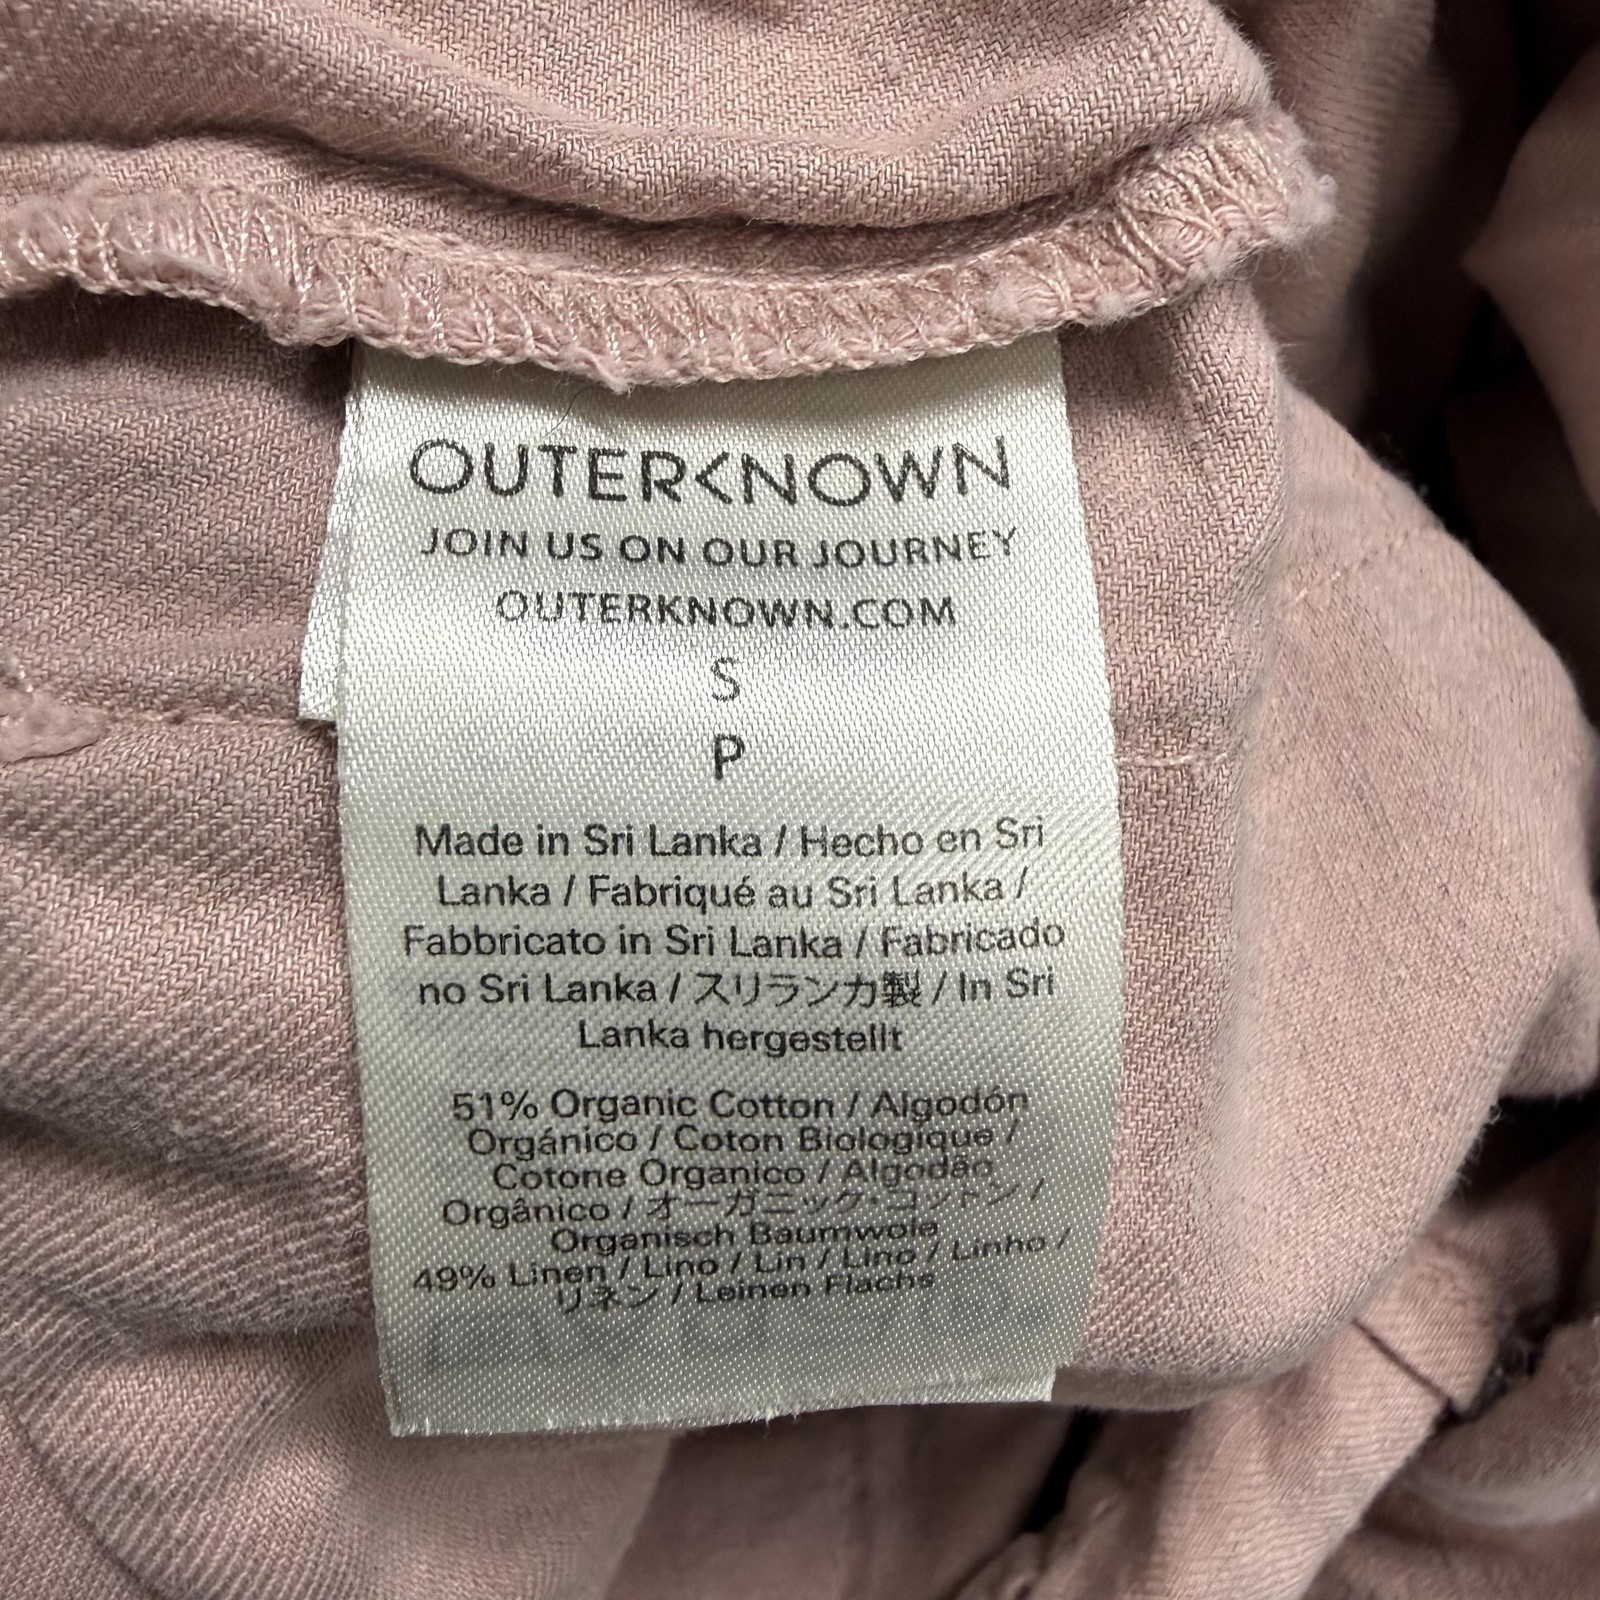 OUTERKNOWN
JOIN US ON OUR JOURNEY
OUTERKNOWN.COM
S
P
Made in Sri Lanka / Hecho en Sri
Lanka / Fabriqué au Sri Lanka /
Fabbricato in Sri Lanka / Fabricado
no Sri Lanka / スリランカ製 / In Sri
Lanka hergestellt
51% Organic Cotton / Algodón
Orgánico / Coton Biologique /
Cotone Organico / Algodão
Orgânico / オーガニック・コットン /
Organisch Baumwole
49% Linen / Lino / Lin / Lino / Linho /
リネン / Leinen Flachs